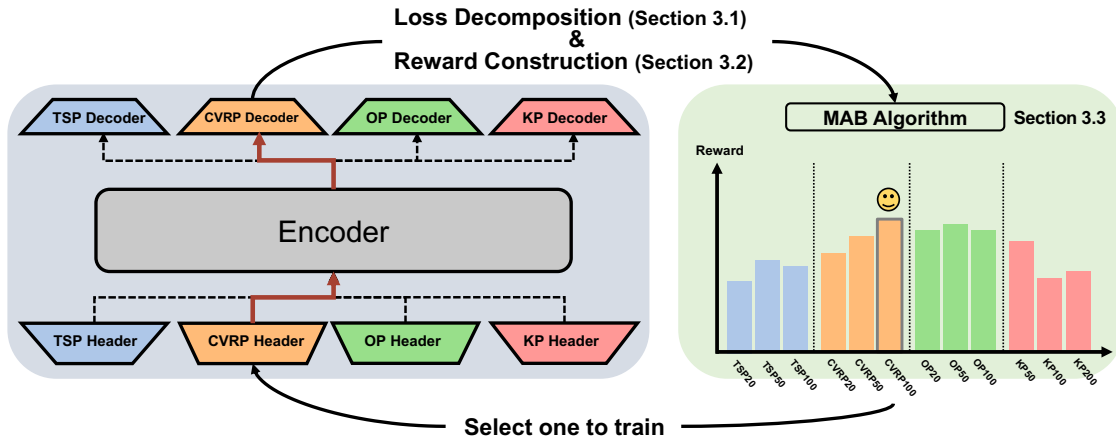 Loss Decomposition (Section 3.1)
&
Reward Construction (Section 3.2)
TSP Decoder
CVRP Decoder
OP Decoder
KP Decoder
Encoder
TSP Header
CVRP Header
OP Header
KP Header
MAB Algorithm
Section 3.3
Reward
TSP20
TSP50
TSP100
CVRP20
CVRP50
CVRP100
OP20
OP50
OP100
KP50
KP100
KP200
Select one to train